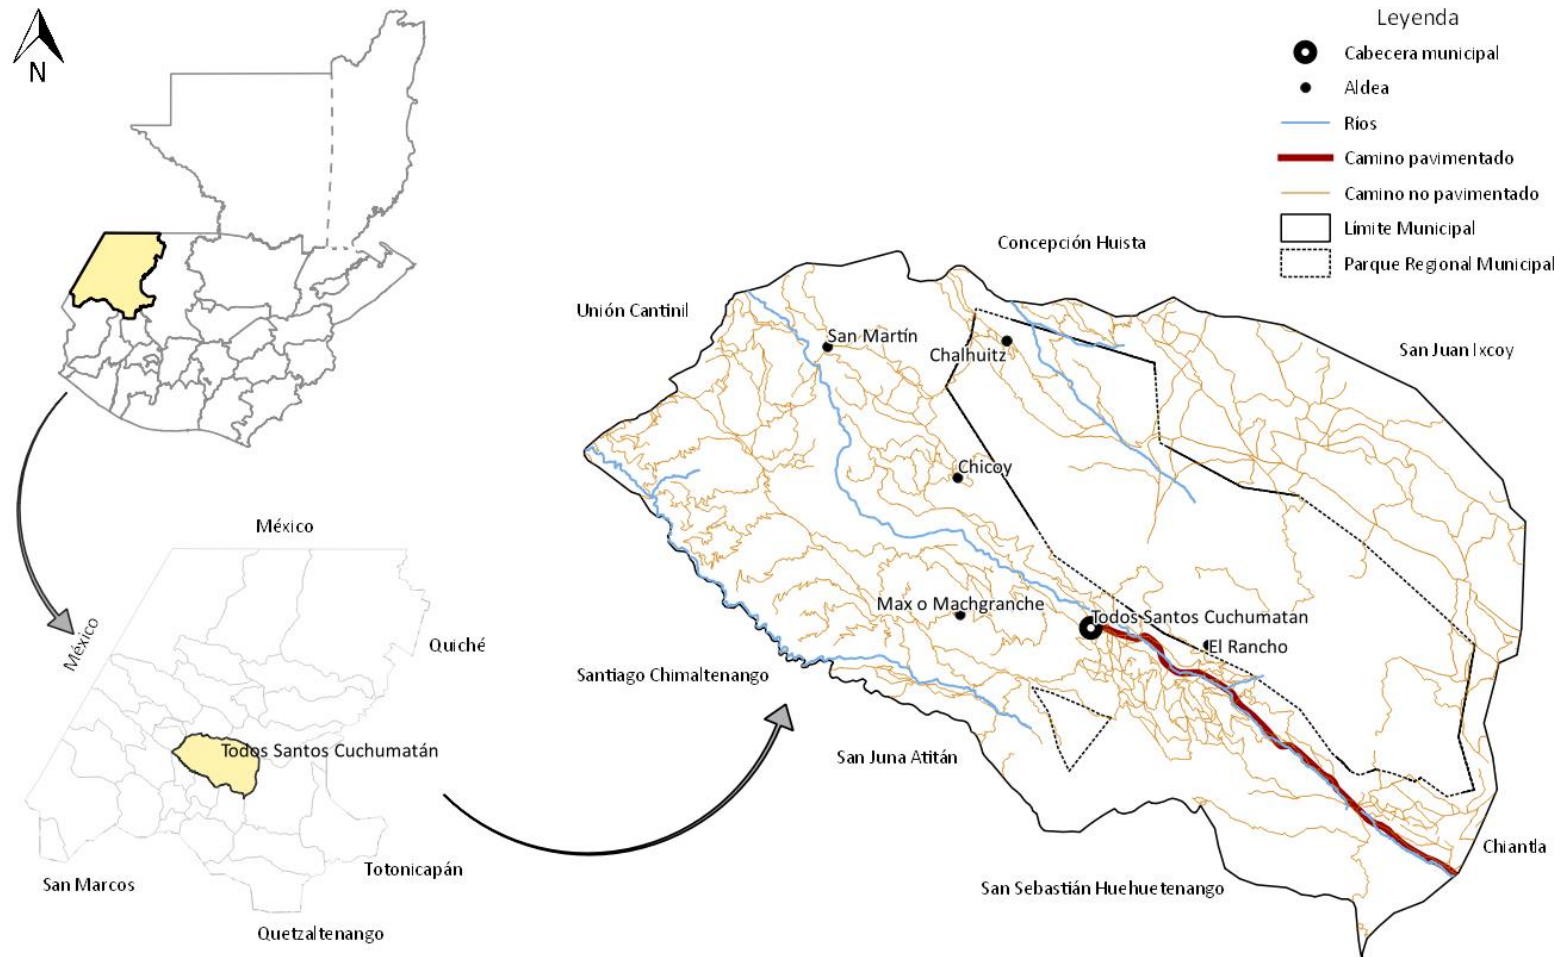 N
Leyenda
Cabecera municipal
Aldea
Ríos
Camino pavimentado
Camino no pavimentado
Límite Municipal
Parque Regional Municipal
Concepción Huista
Unión Cantinil
San Juan Ixcoy
San Martín
Chalhuitz
Chicoy
Max o Machgranche
Todos Santos Cuchumatan
El Rancho
Santiago Chimaltenango
San Juna Atitán
San Sebastián Huehuetenango
Chiantla
México
México
Quiché
Todos Santos Cuchumatán
Totonicapán
San Marcos
Quetzaltenango